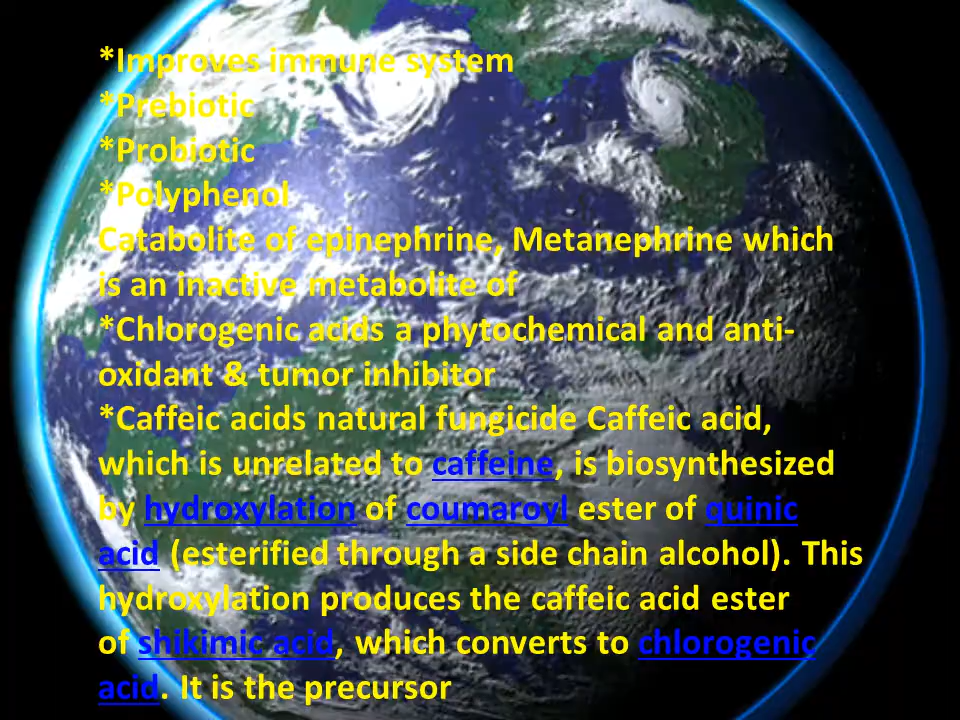 *Improves immune system
*Prebiotic
*Probiotic
*Polyphenol
Catabolite of epinephrine, Metanephrine which
is an inactive metabolite of
*Chlorogenic acids a phytochemical and anti-
oxidant & tumor inhibitor
*Caffeic acids natural fungicide Caffeic acid,
which is unrelated to caffeine, is biosynthesized
by hydroxylation of coumaroyl ester of quinic
acid (esterified through a side chain alcohol). This
hydroxylation produces the caffeic acid ester
of shikimic acid, which converts to chlorogenic
acid. It is the precursor